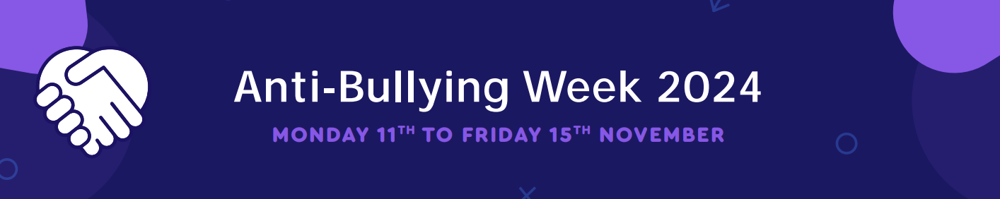 Anti-Bullying Week 2024
MONDAY 11TH TO FRIDAY 15TH NOVEMBER